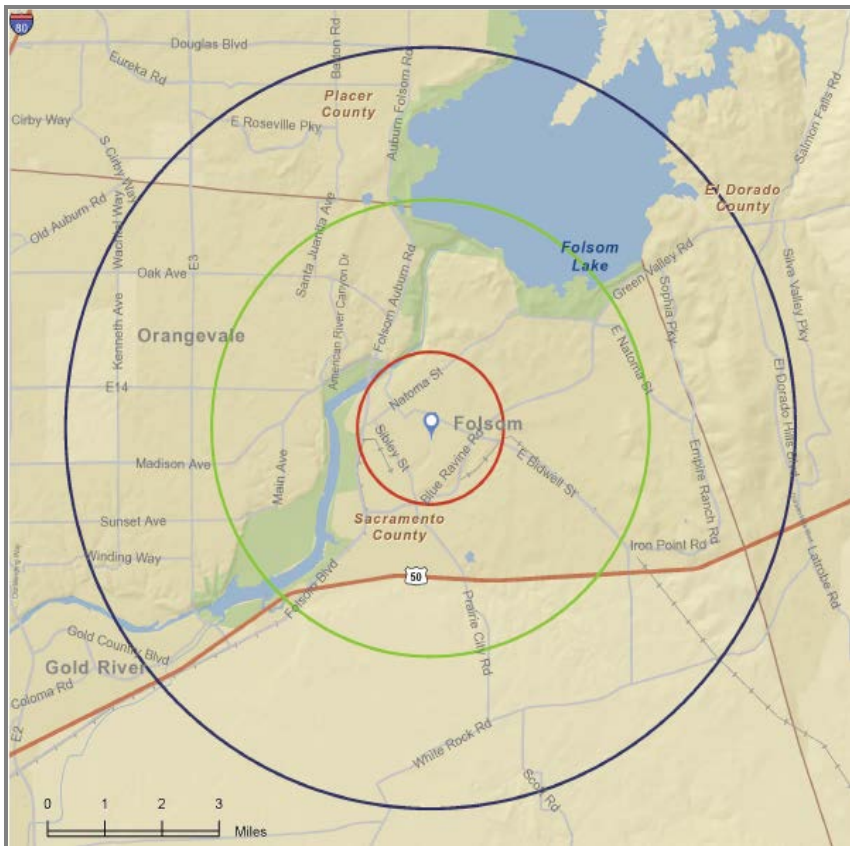 80
Douglas Blvd
Barton Rd
Eureka Rd
Placer
County
Auburn Folsom Rd
Cirby Way
E Roseville Pky
S Cirby Way
Salmon Falls Rd
El Dorado
County
Old Auburn Rd
Wachtel Way
E3
Santa Juanita Ave
Folsom
Lake
Green Valley Rd
Oak Ave
American River Canyon Dr
Folsom Auburn Rd
Sophia Pky
Silva Valley Pky
Orangevale
Kenneth Ave
E Natoma St
E14
Natoma St
El Dorado Hills Blvd
Folsom
Sibley St
Blue Ravine Rd
Madison Ave
Main Ave
E Bidwell St
Empire Ranch Rd
Sunset Ave
Sacramento
County
Winding Way
Iron Point Rd
Folsom Blvd
50
Latrobe Rd
Prairie City Rd
Gold Country Blvd
Gold River
Coloma Rd
E2
White Rock Rd
Scott Rd
0 1 2 3
Miles